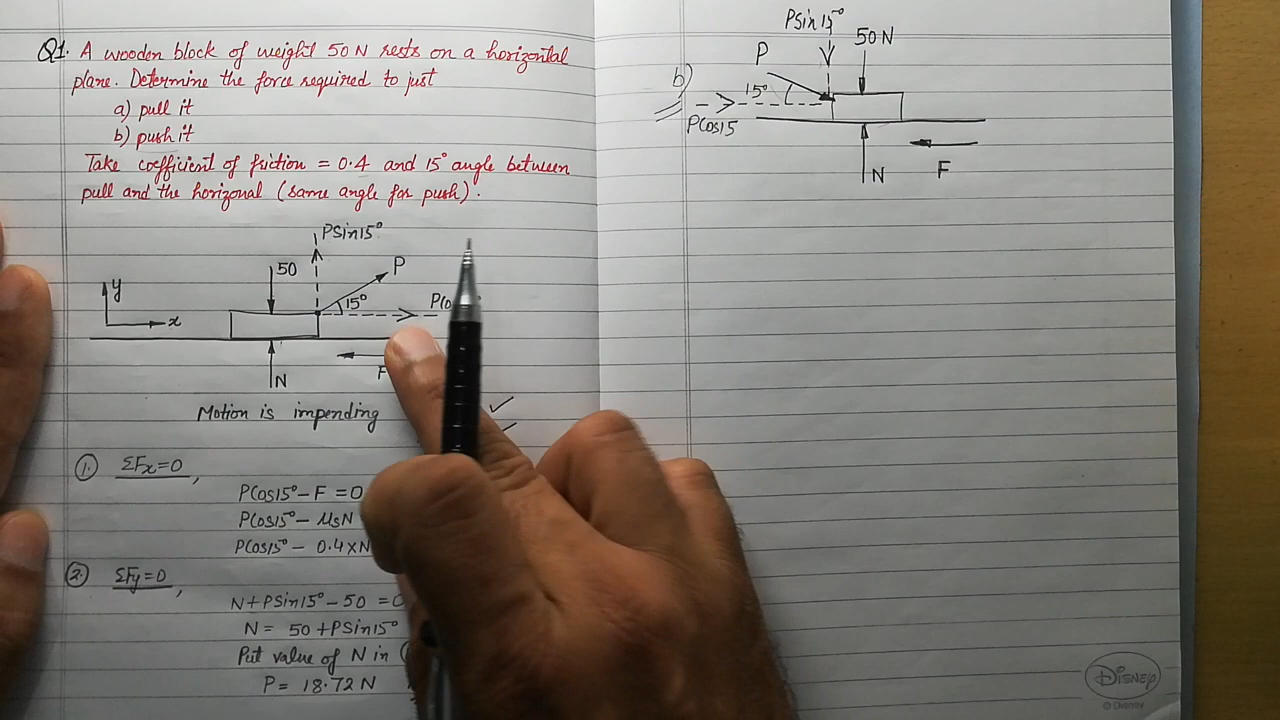 Q1. A wooden block of weight 50 N rests on a horizontal
plane. Determine the force required to just
a) pull it
b) push it
Take coefficient of friction = 0.4 and 15° angle between
pull and the horizonal (same angle for push).
PSin15°
50
P
15°
y
x
N
F
Motion is impending
1. ΣFx=0,
PCos15° - F = 0
PCos15° - μsN
PCos15° - 0.4×N
2. ΣFy=0,
N+PSin15° - 50 =0
N = 50 +PSin15°
Put value of N in
P = 18.72 N
b)
PSin15°
P
50 N
15°
PCos15
N
F
DISNEY
© Disney